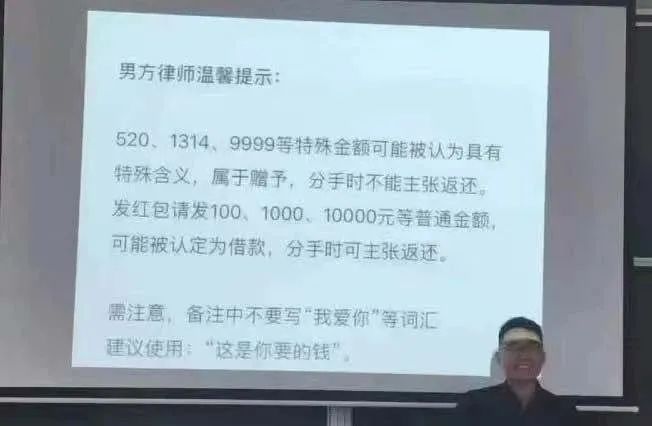 男方律师温馨提示：
520、1314、9999等特殊金额可能被认为具有
特殊含义，属于赠予，分手时不能主张返还。
发红包请发100、1000、10000元等普通金额，
可能被认定为借款，分手时可主张返还。
需注意，备注中不要写“我爱你”等词汇
建议使用：“这是你要的钱”。